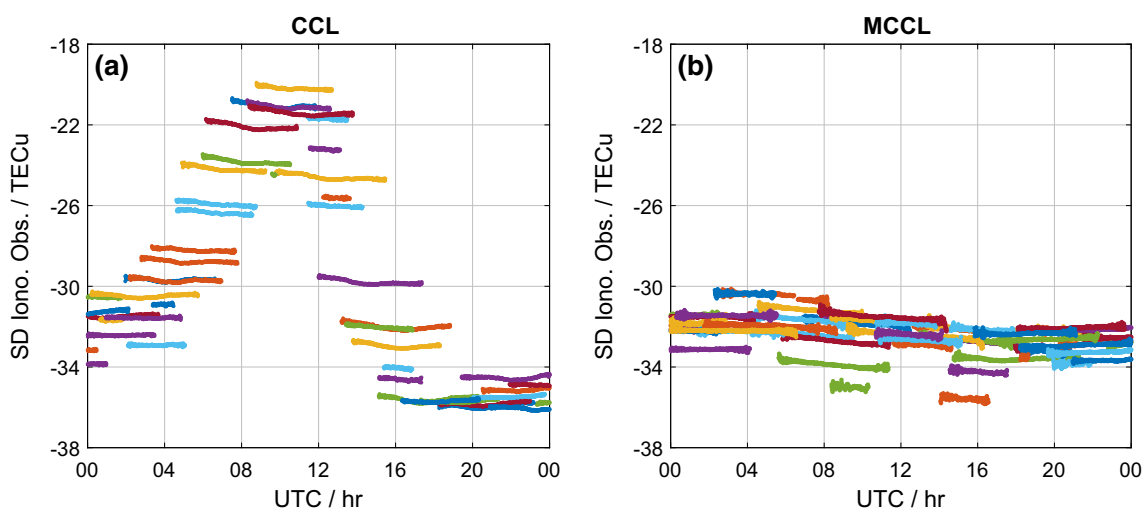 CCL
(a)
-18
-22
-26
-30
-34
-38
SD Iono. Obs. / TECu
00 04 08 12 16 20 00
UTC / hr
MCCL
(b)
-18
-22
-26
-30
-34
-38
SD Iono. Obs. / TECu
00 04 08 12 16 20 00
UTC / hr